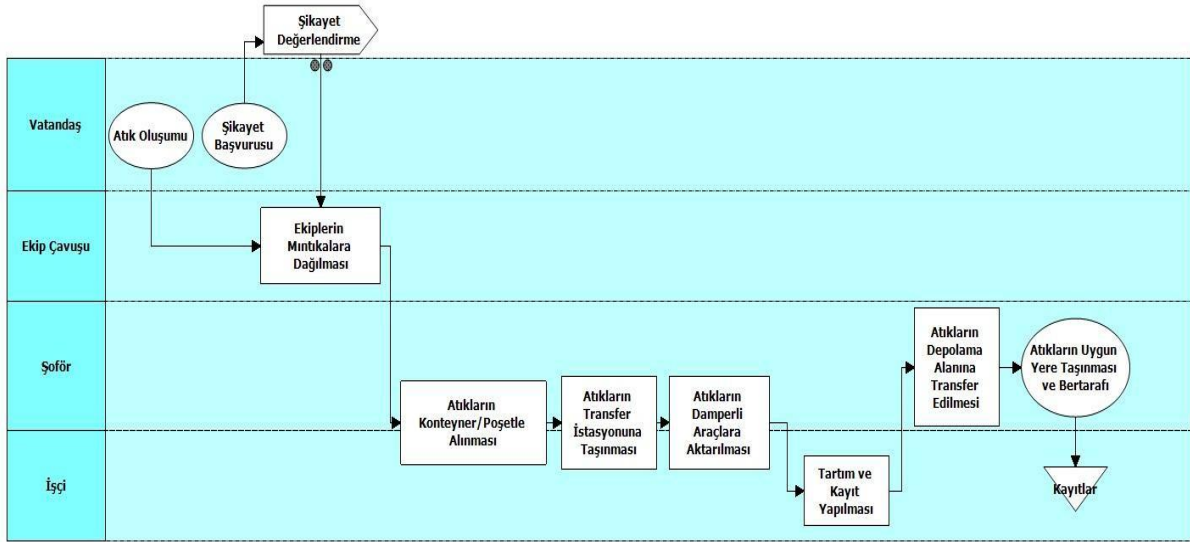 Şikayet
Değerlendirme
Vatandaş
Atık Oluşumu
Şikayet
Başvurusu
Ekip Çavuşu
Ekiplerin
Mıntıkalara
Dağılması
Şoför
Atıkların
Konteyner/Poşetle
Alınması
Atıkların
Transfer
İstasyonuna
Taşınması
Atıkların
Damperli
Araçlara
Aktarılması
Atıkların
Depolama
Alanına
Transfer
Edilmesi
Atıkların Uygun
Yere Taşınması
ve Bertarafı
İşçi
Tartım ve
Kayıt
Yapılması
Kayıtlar